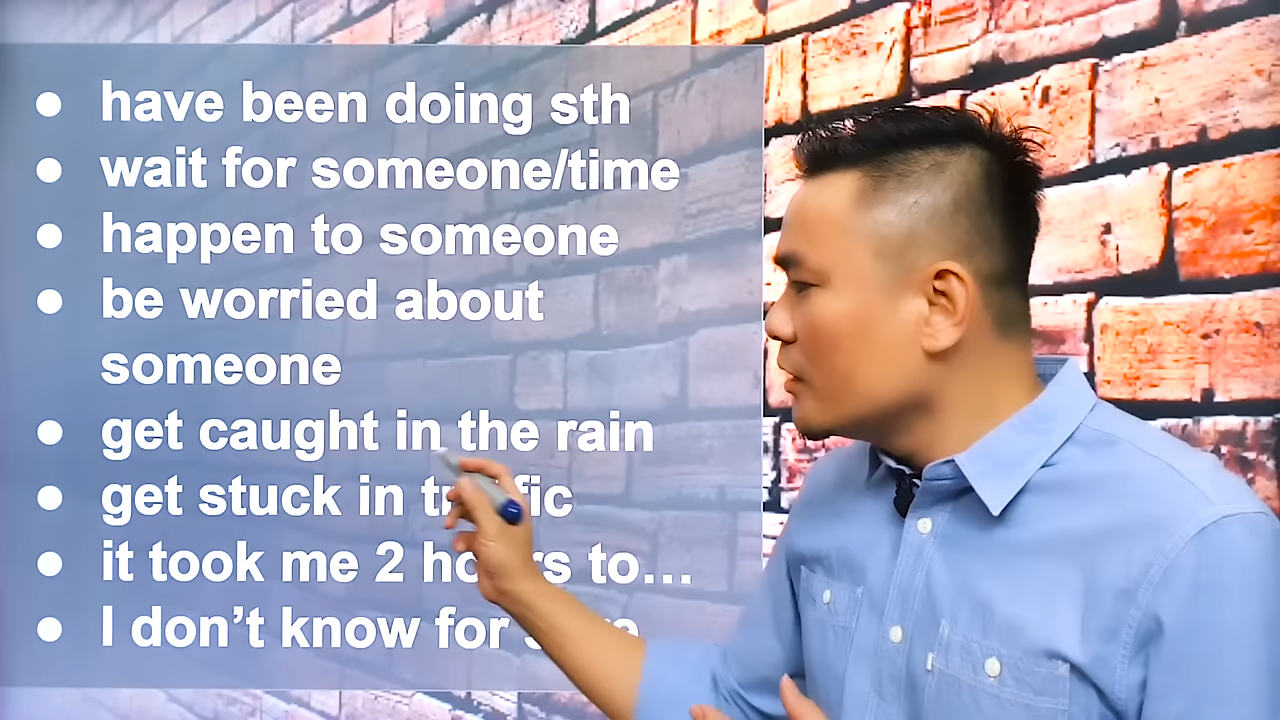 ● have been doing sth
● wait for someone/time
● happen to someone
● be worried about
someone
● get caught in the rain
● get stuck in traffic
● it took me 2 hours to…
● I don’t know for